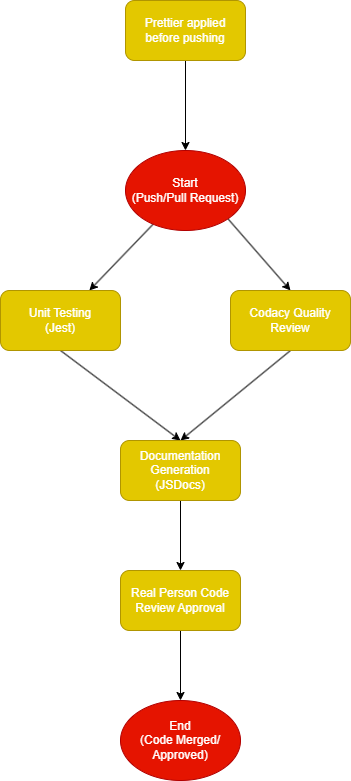 Prettier applied
before pushing
Start
(Push/Pull Request)
Unit Testing
(Jest)
Codacy Quality
Review
Documentation
Generation
(JSDocs)
Real Person Code
Review Approval
End
(Code Merged/
Approved)